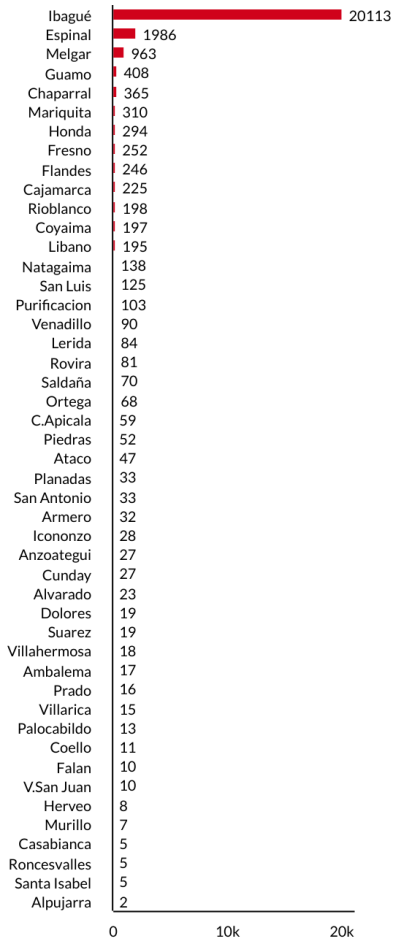 Ibagué 20113
Espinal 1986
Melgar 963
Guamo 408
Chaparral 365
Mariquita 310
Honda 294
Fresno 252
Flandes 246
Cajamarca 225
Rioblanco 198
Coyaima 197
Libano 195
Natagaima 138
San Luis 125
Purificacion 103
Venadillo 90
Lerida 84
Rovira 81
Saldaña 70
Ortega 68
C.Apicala 59
Piedras 52
Ataco 47
Planadas 33
San Antonio 33
Armero 32
Icononzo 28
Anzoategui 27
Cunday 27
Alvarado 23
Dolores 19
Suarez 19
Villahermosa 18
Ambalema 17
Prado 16
Villarica 15
Palocabildo 13
Coello 11
Falan 10
V.San Juan 10
Herveo 8
Murillo 7
Casabianca 5
Roncesvalles 5
Santa Isabel 5
Alpujarra 2
0 10k 20k